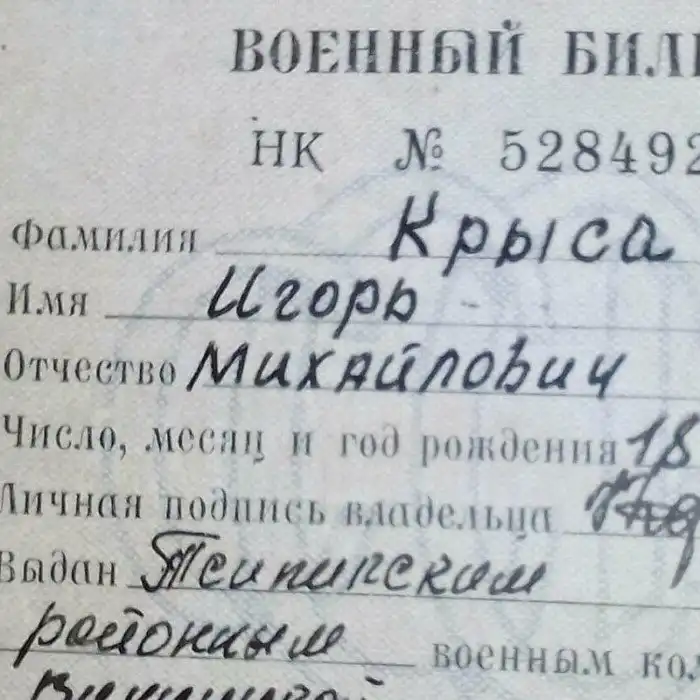 ВОЕННЫЙ БИЛ
НК № 528492
Фамилия Крыса
Имя Игорь
Отчество Михайлович
Число, месяц и год рождения 18
Личная подпись владельца
Выдан
районным военным ко